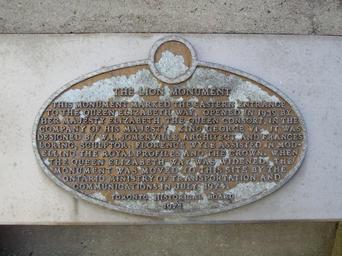 THE LION MONUMENT
THIS MONUMENT MARKED THE EASTERN ENTRANCE
TO THE QUEEN ELIZABETH WAY, OPENED IN 1939 BY
HER MAJESTY ELIZABETH, THE QUEEN CONSORT, IN THE
COMPANY OF HIS MAJESTY KING GEORGE VI. IT WAS
DESIGNED BY W.L. SOMERVILLE, ARCHITECT, AND FRANCES
LORING, SCULPTOR. FLORENCE WYLE ASSISTED IN MOD-
ELLING THE ROYAL PROFILES AND THE CROWN. WHEN
THE QUEEN ELIZABETH WAY WAS WIDENED, THE
MONUMENT WAS MOVED TO THIS SITE BY THE
ONTARIO MINISTRY OF TRANSPORTATION AND
COMMUNICATIONS IN JULY, 1975.
TORONTO HISTORICAL BOARD